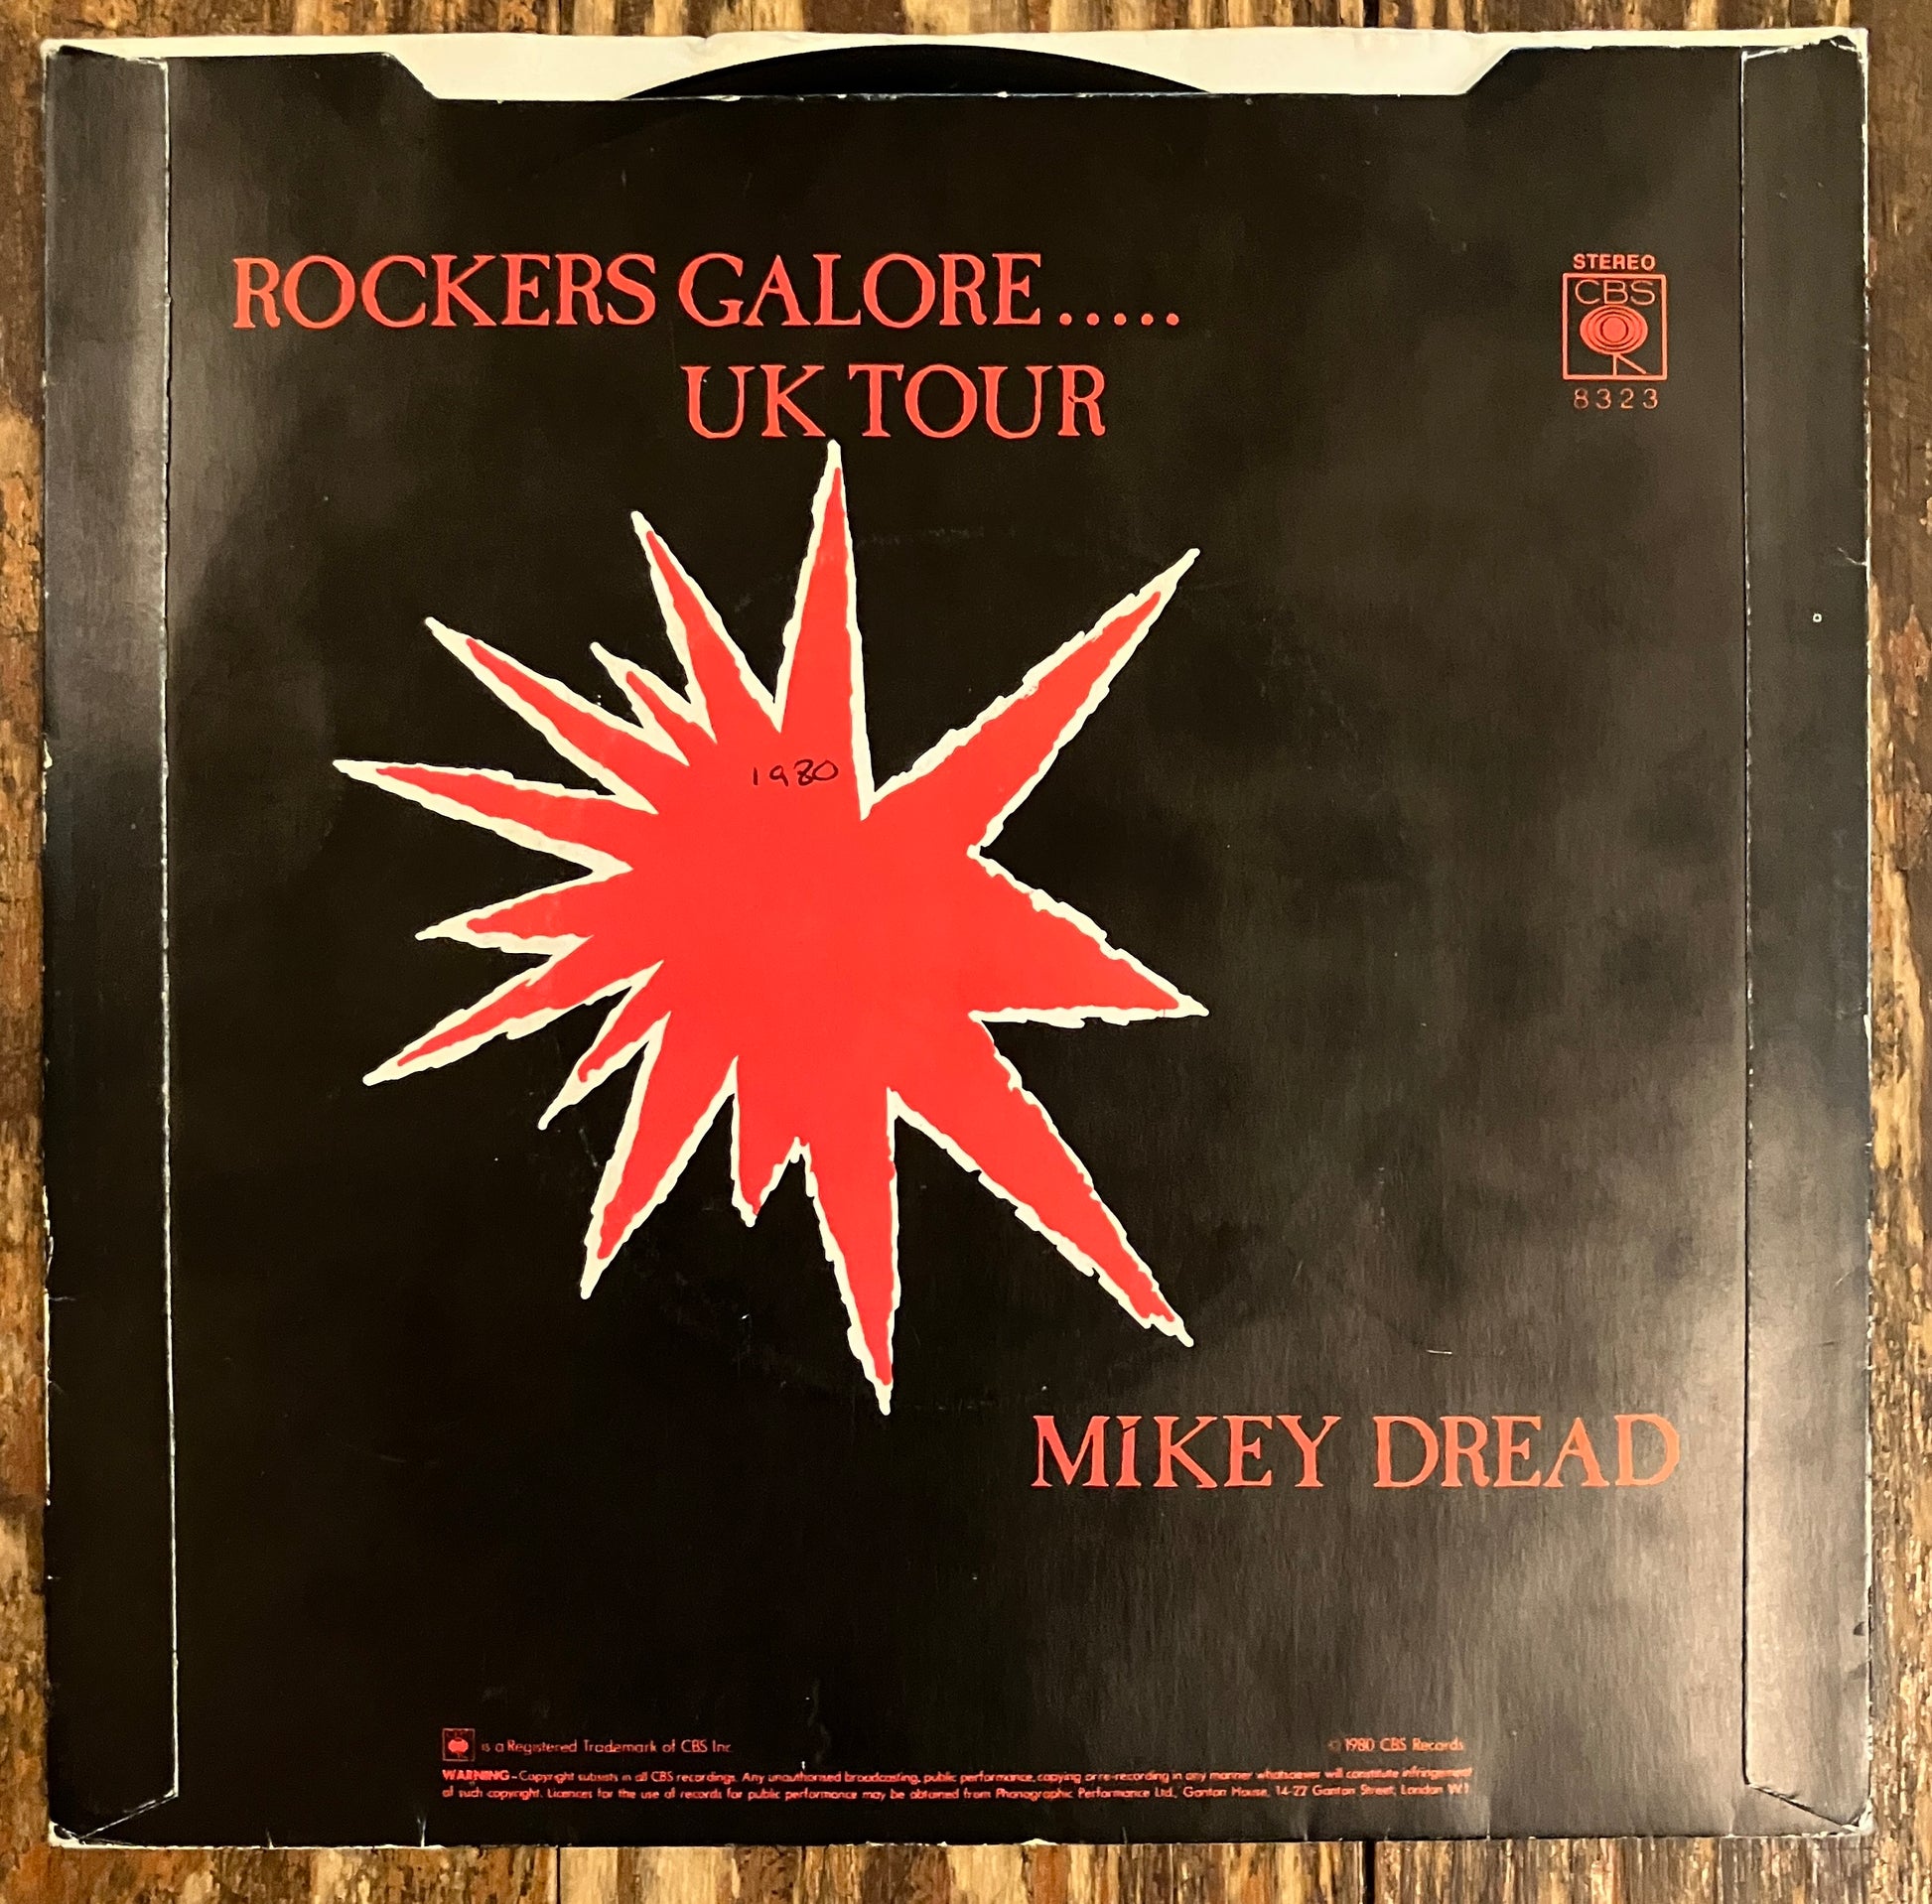 ROCKERS GALORE.....
UK TOUR
STEREO
CBS
8323
1980
MiKEY DREAD
is a Registered Trademark of CBS Inc.
© 1980 CBS Records
WARNING – Copyright subsists in all CBS recordings. Any unauthorised broadcasting, public performance, copying or re-recording in any manner whatsoever will constitute infringement
of such copyright. Licences for the use of records for public performance may be obtained from Phonographic Performance Ltd., Ganton House, 14-22 Ganton Street, London W.1